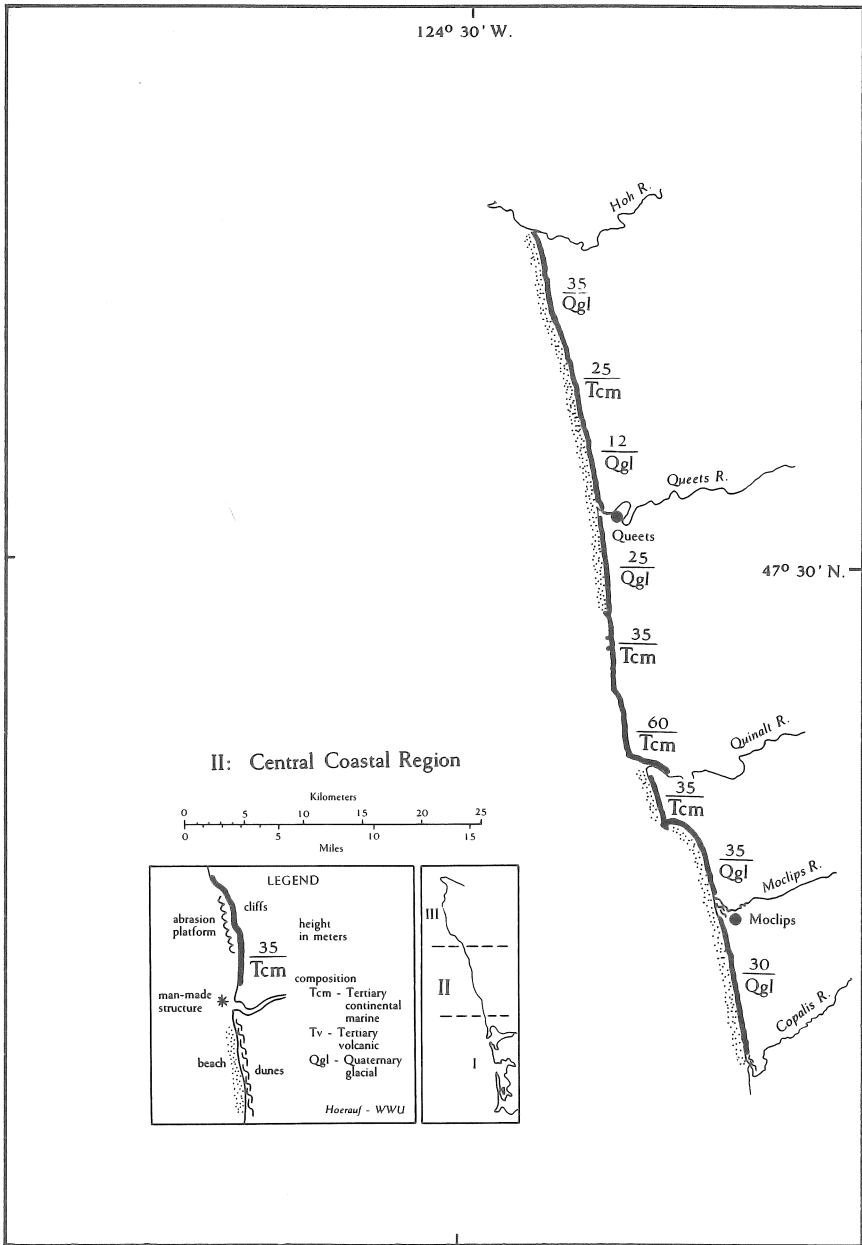 124° 30' W.
Hoh R.
35
Qgl
25
Tcm
12
Qgl
Queets R.
Queets
25
Qgl
47° 30' N.
35
Tcm
60
Tcm
Quinalt R.
35
Tcm
35
Qgl
Moclips R.
Moclips
30
Qgl
Copalis R.
II: Central Coastal Region
Kilometers
0 5 10 15 20 25
0 5 10 15
Miles
LEGEND
cliffs
abrasion
platform
height
in meters
35
Tcm
composition
man-made
structure
Tcm - Tertiary
continental
marine
Tv - Tertiary
volcanic
Qgl - Quaternary
glacial
beach
dunes
Hoerauf - WWU
III
II
I